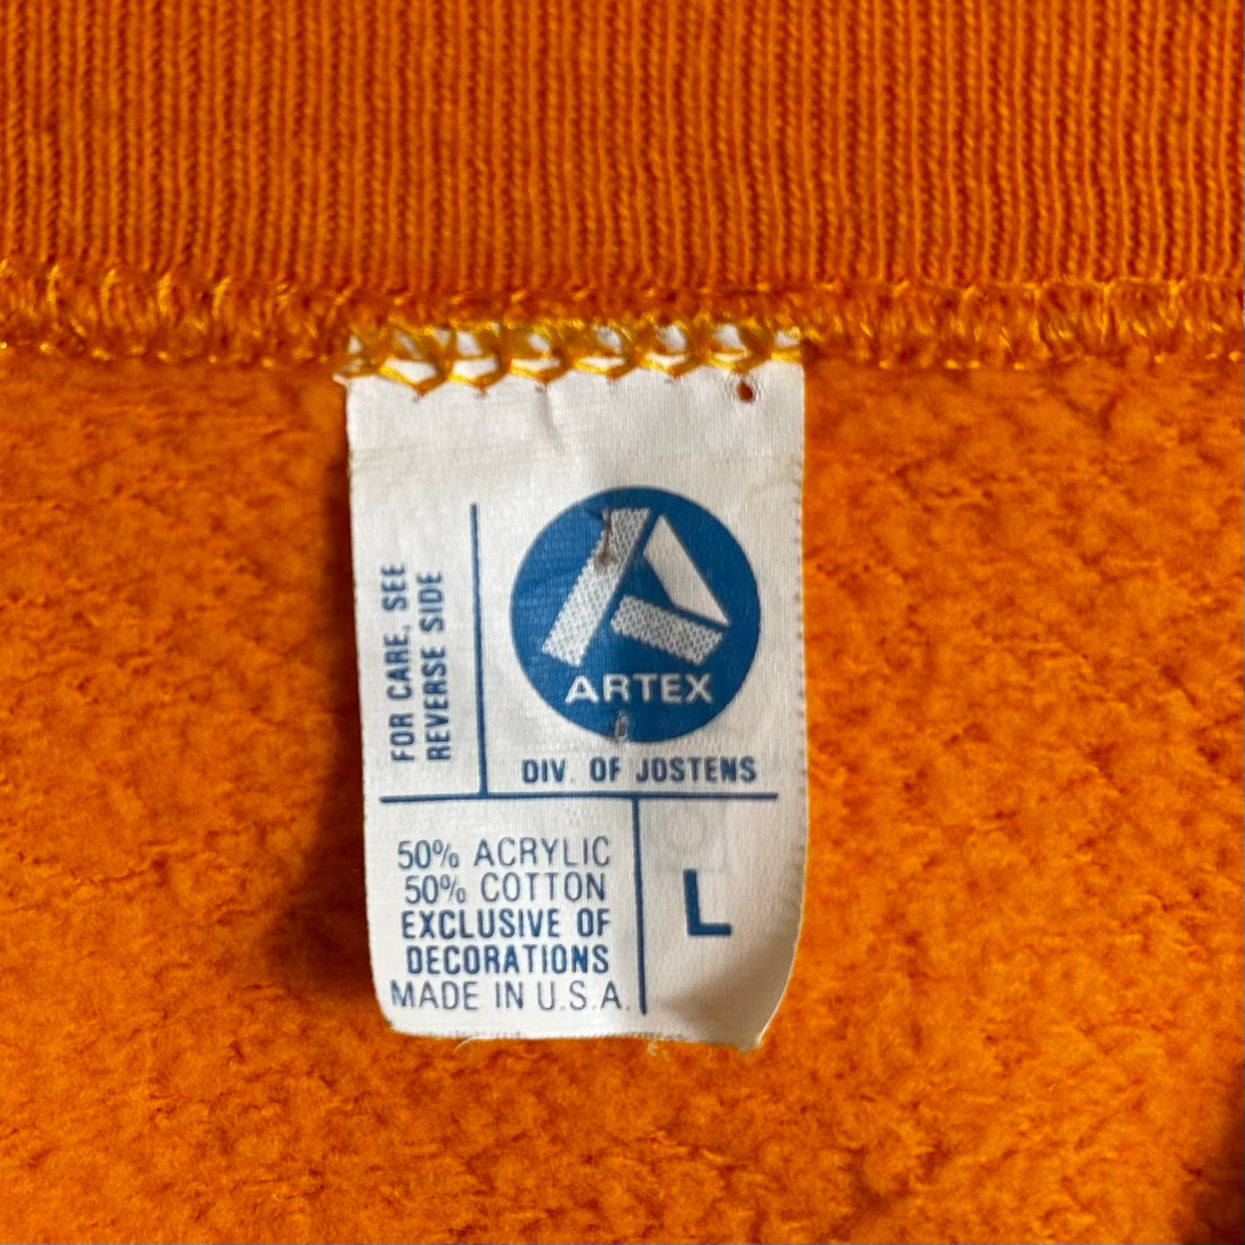 FOR CARE, SEE
REVERSE SIDE
ARTEX
DIV. OF JOSTENS
50% ACRYLIC
50% COTTON
EXCLUSIVE OF
DECORATIONS
MADE IN U.S.A.
L